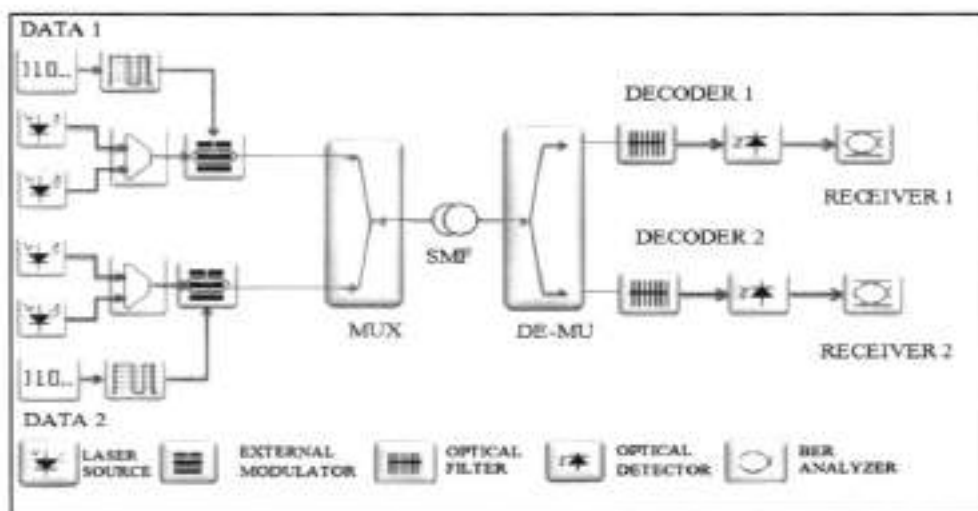 DATA 1
110...
DECODER 1
RECEIVER 1
SMF
DECODER 2
MUX
DE-MU
RECEIVER 2
110...
DATA 2
LASER
SOURCE
EXTERNAL
MODULATOR
OPTICAL
FILTER
OPTICAL
DETECTOR
BER
ANALYZER